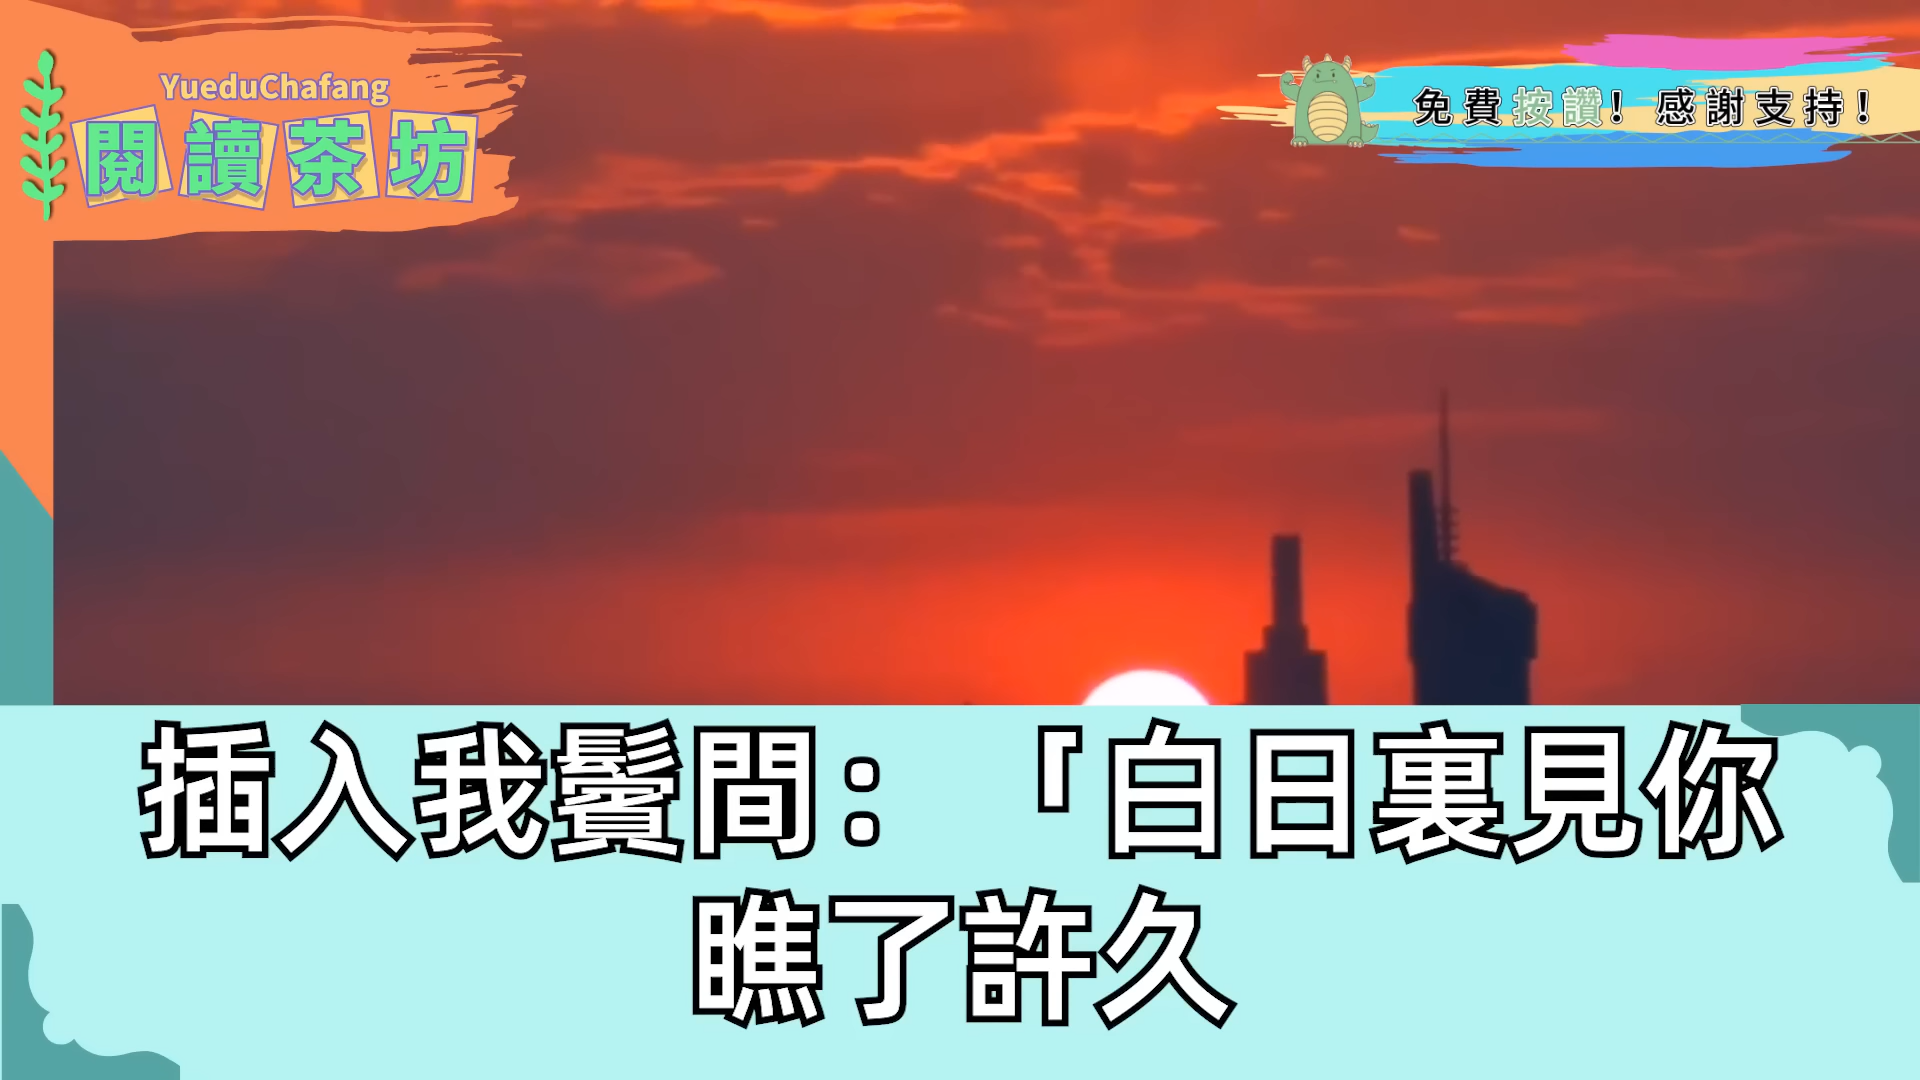 YueduChafang
閱讀茶坊
免費按讚！感謝支持！
插入我鬢間：「白日裏見你
瞧了許久